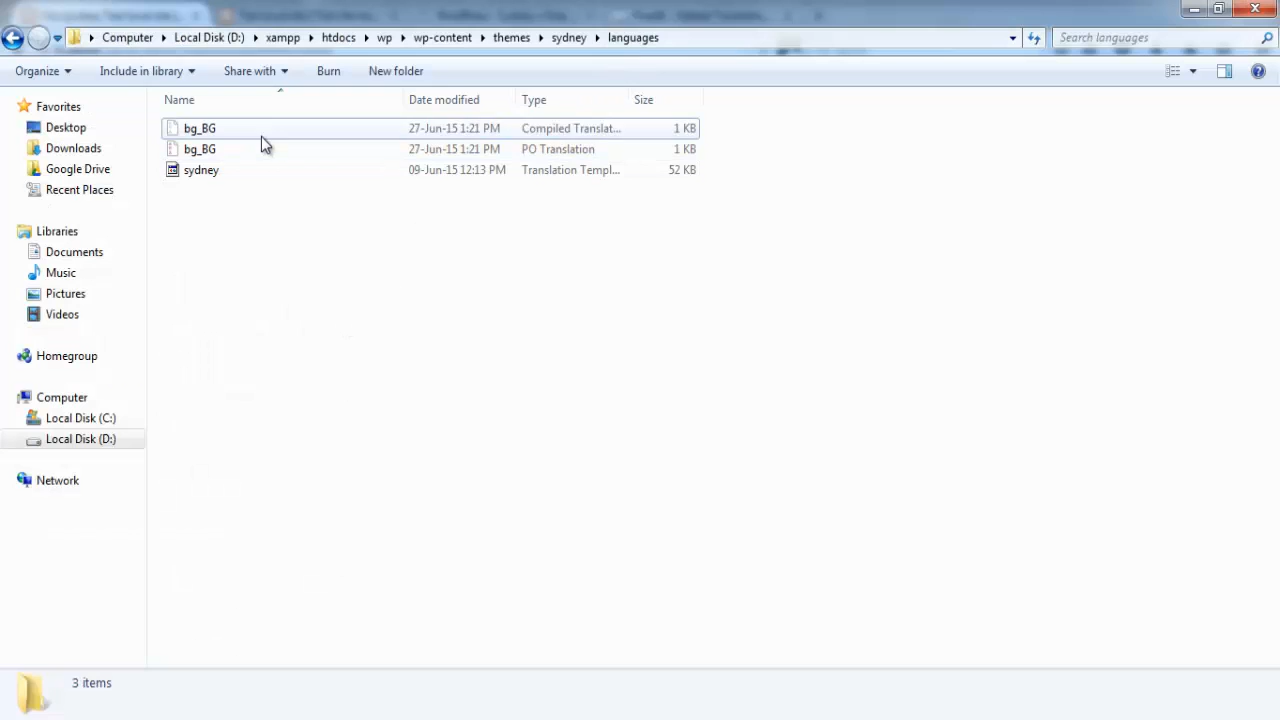 Computer Local Disk (D:) xampp htdocs wp wp-content themes sydney languages Search languages
Organize Include in library Share with Burn New folder
Favorites
Desktop
Downloads
Google Drive
Recent Places
Libraries
Documents
Music
Pictures
Videos
Homegroup
Computer
Local Disk (C:)
Local Disk (D:)
Network
Name Date modified Type Size
bg_BG 27-Jun-15 1:21 PM Compiled Translat... 1 KB
bg_BG 27-Jun-15 1:21 PM PO Translation 1 KB
sydney 09-Jun-15 12:13 PM Translation Templ... 52 KB
3 items